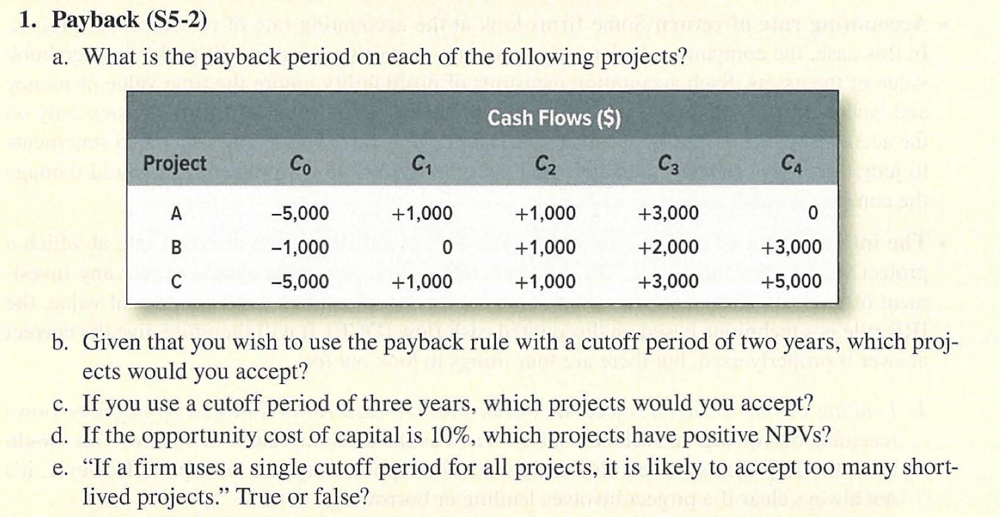 1. Payback (S5-2)
a. What is the payback period on each of the following projects?
Cash Flows ($)
Project C₀ C₁ C₂ C₃ C₄
A −5,000 +1,000 +1,000 +3,000 0
B −1,000 0 +1,000 +2,000 +3,000
C −5,000 +1,000 +1,000 +3,000 +5,000
b. Given that you wish to use the payback rule with a cutoff period of two years, which proj-
ects would you accept?
c. If you use a cutoff period of three years, which projects would you accept?
d. If the opportunity cost of capital is 10%, which projects have positive NPVs?
e. “If a firm uses a single cutoff period for all projects, it is likely to accept too many short-
lived projects.” True or false?